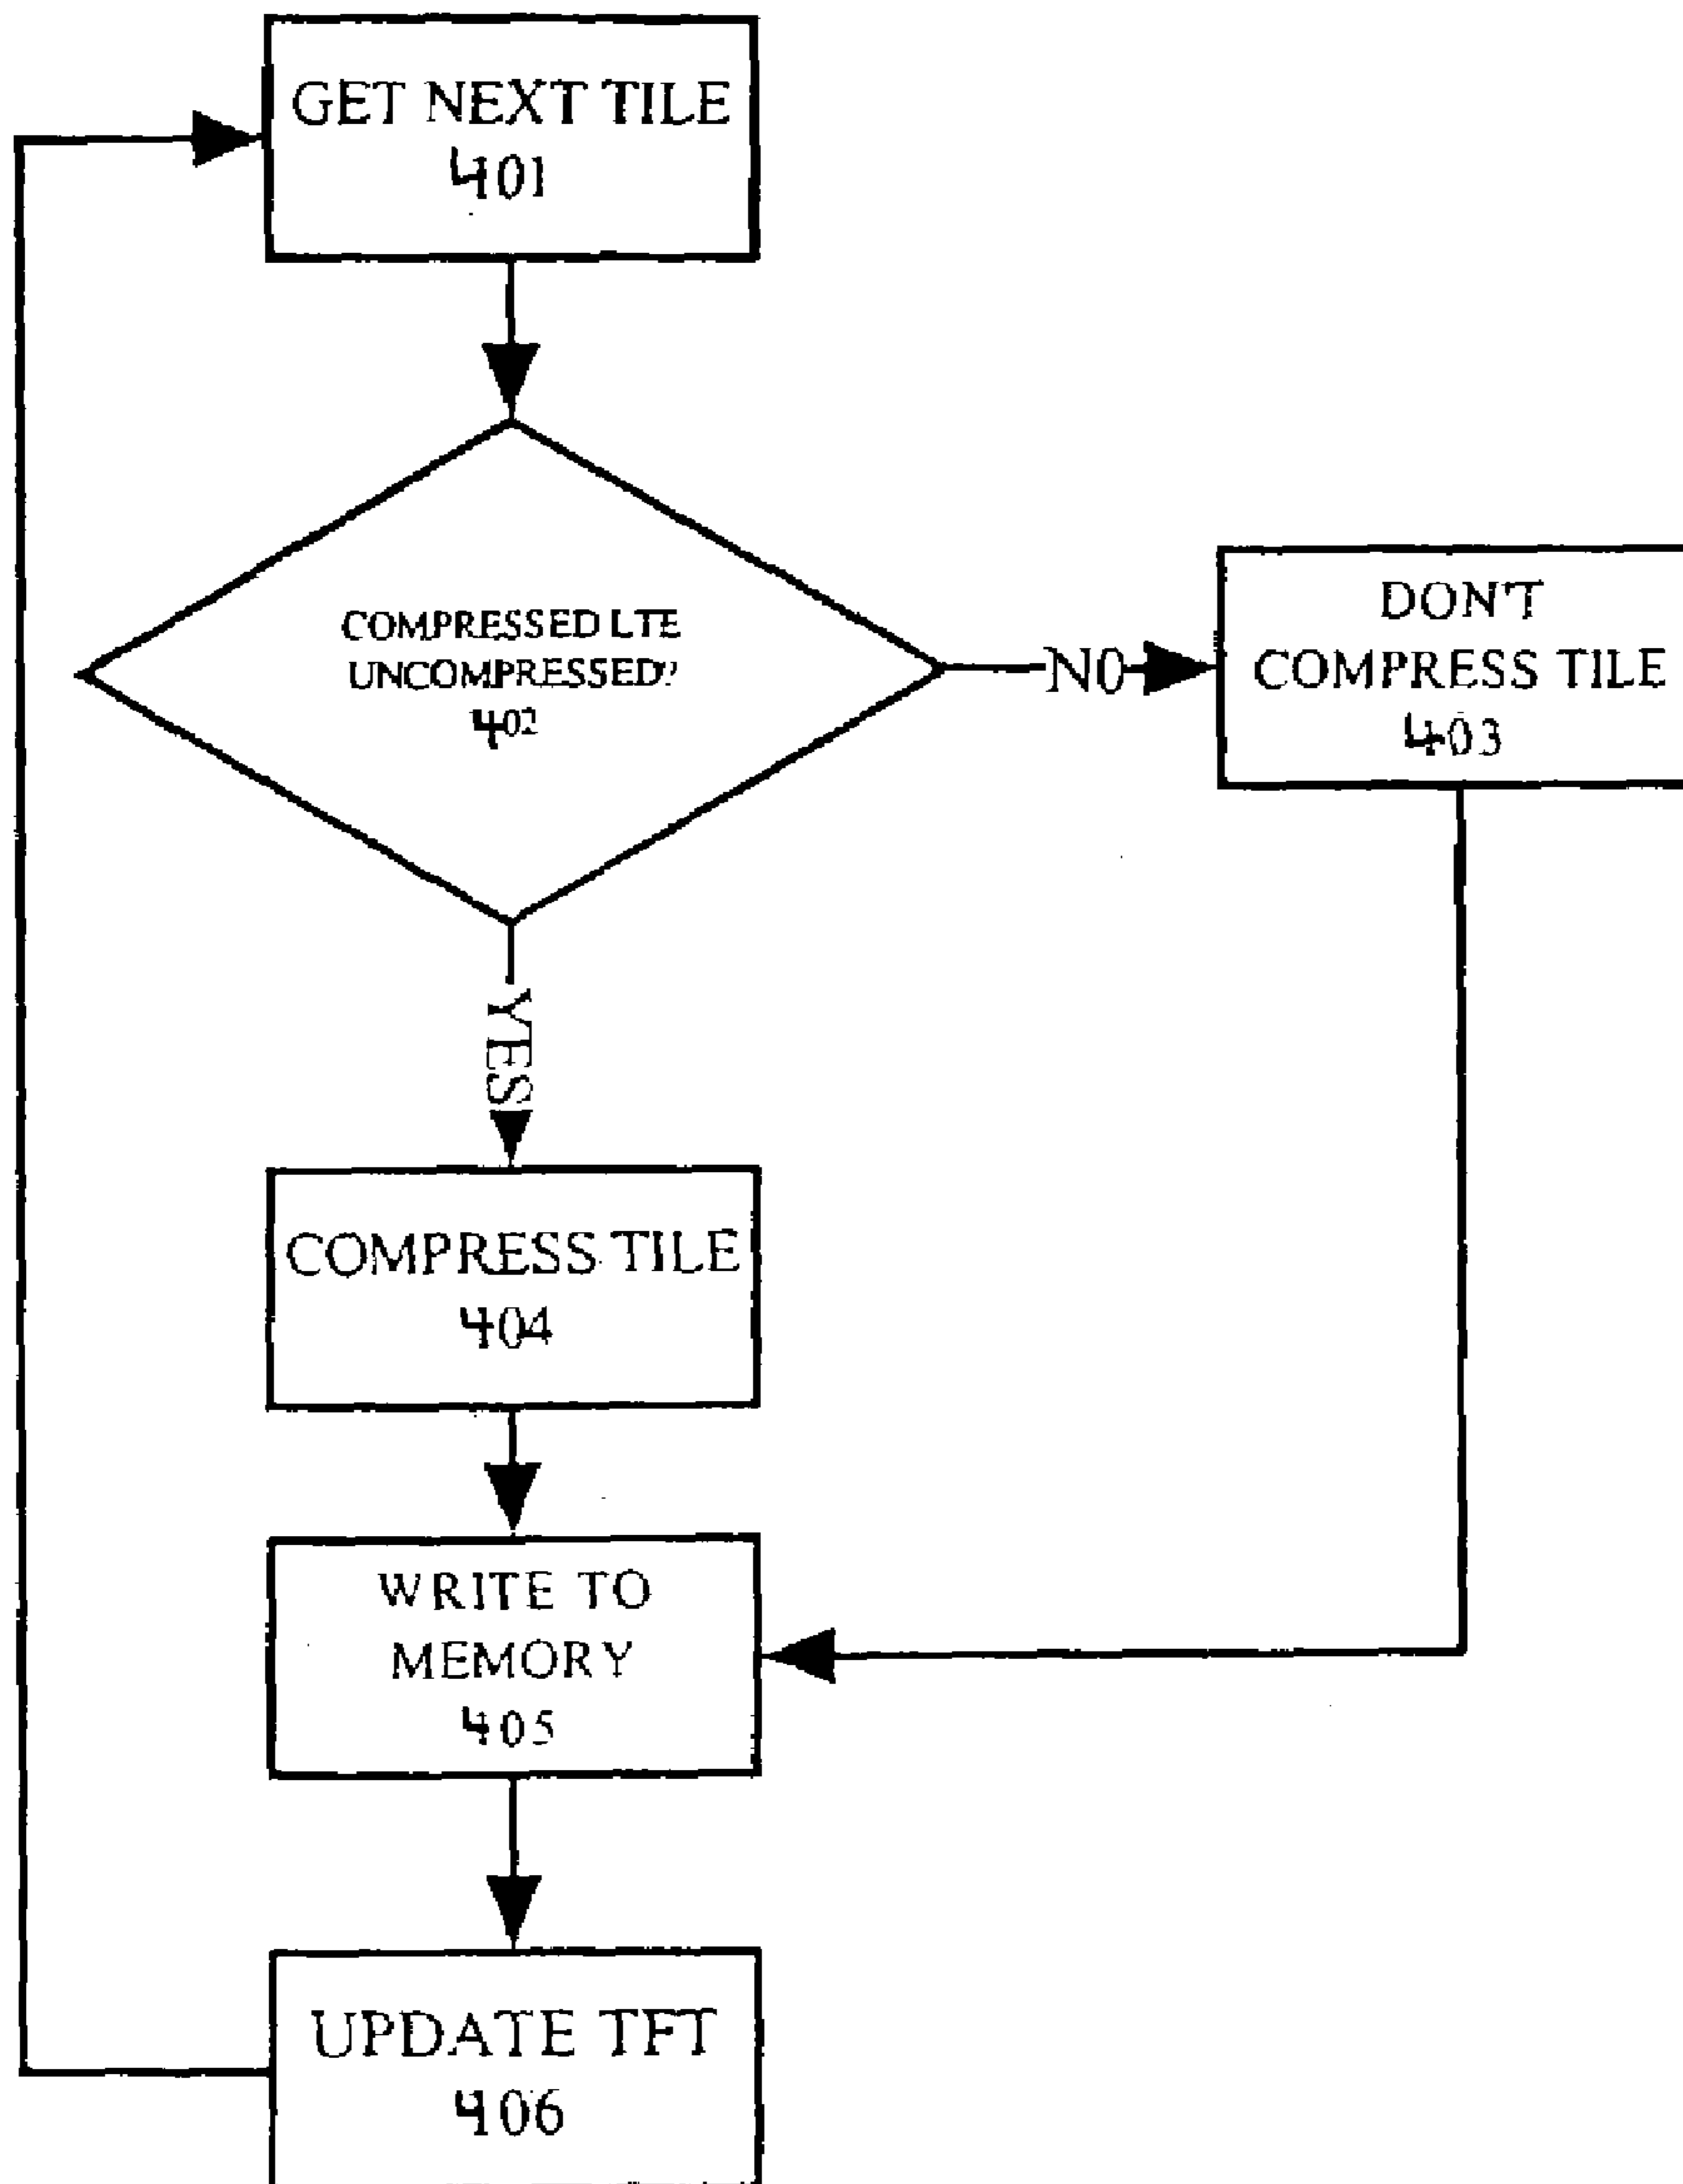 GET NEXT TILE
401
COMPRESSED LTE
UNCOMPRESSED?
402
NO
DON'T
COMPRESS TILE
403
YES
COMPRESS TILE
404
WRITE TO
MEMORY
405
UPDATE TFT
406